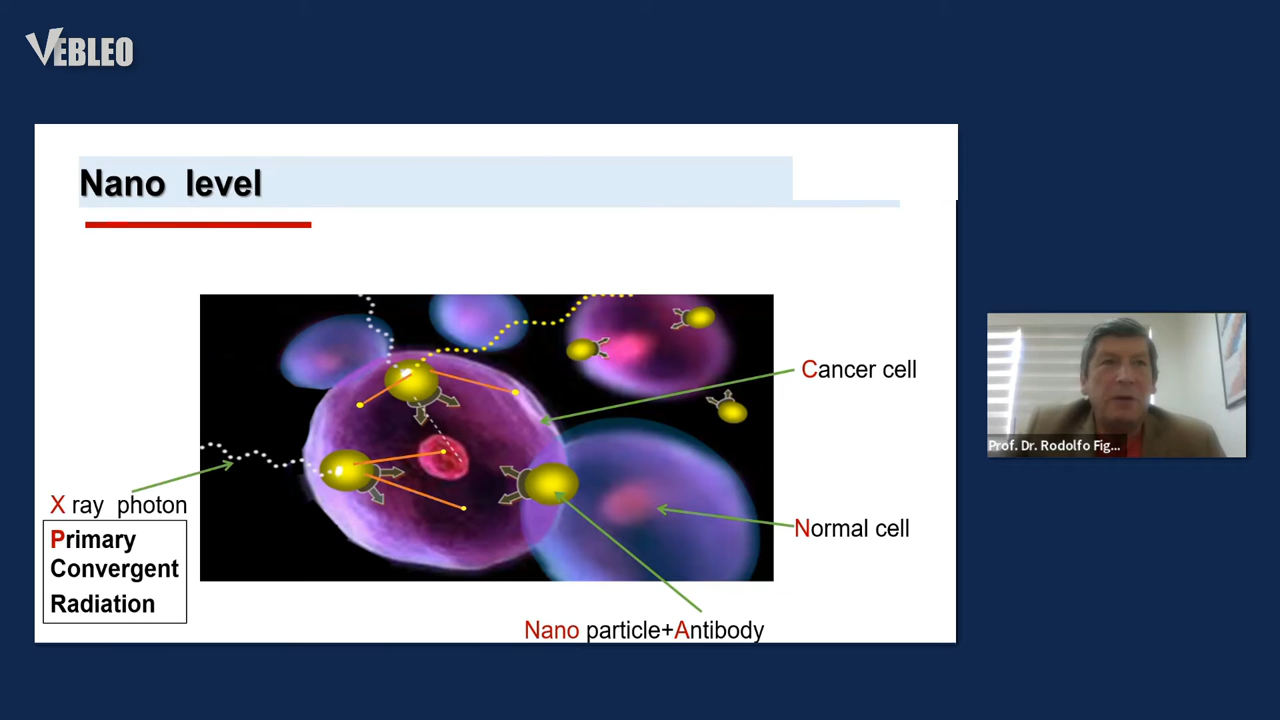 VEBLEO
Nano level
Cancer cell
X ray photon
Primary
Convergent
Radiation
Normal cell
Nano particle+Antibody
Prof. Dr. Rodolfo Fig...